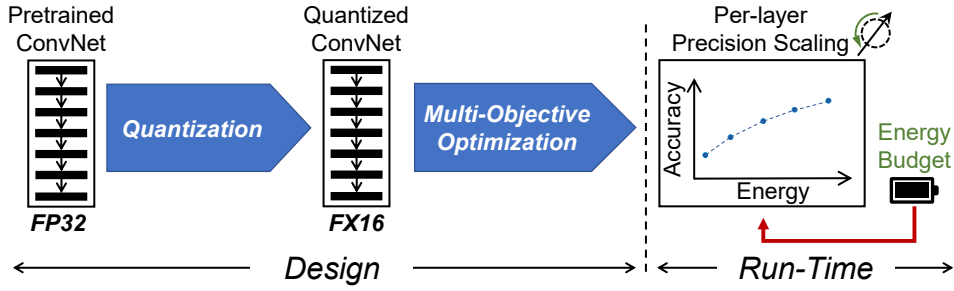 Pretrained
ConvNet
FP32
Quantization
Quantized
ConvNet
FX16
Multi-Objective
Optimization
Per-layer
Precision Scaling
Accuracy
Energy
Energy
Budget
Design
Run-Time